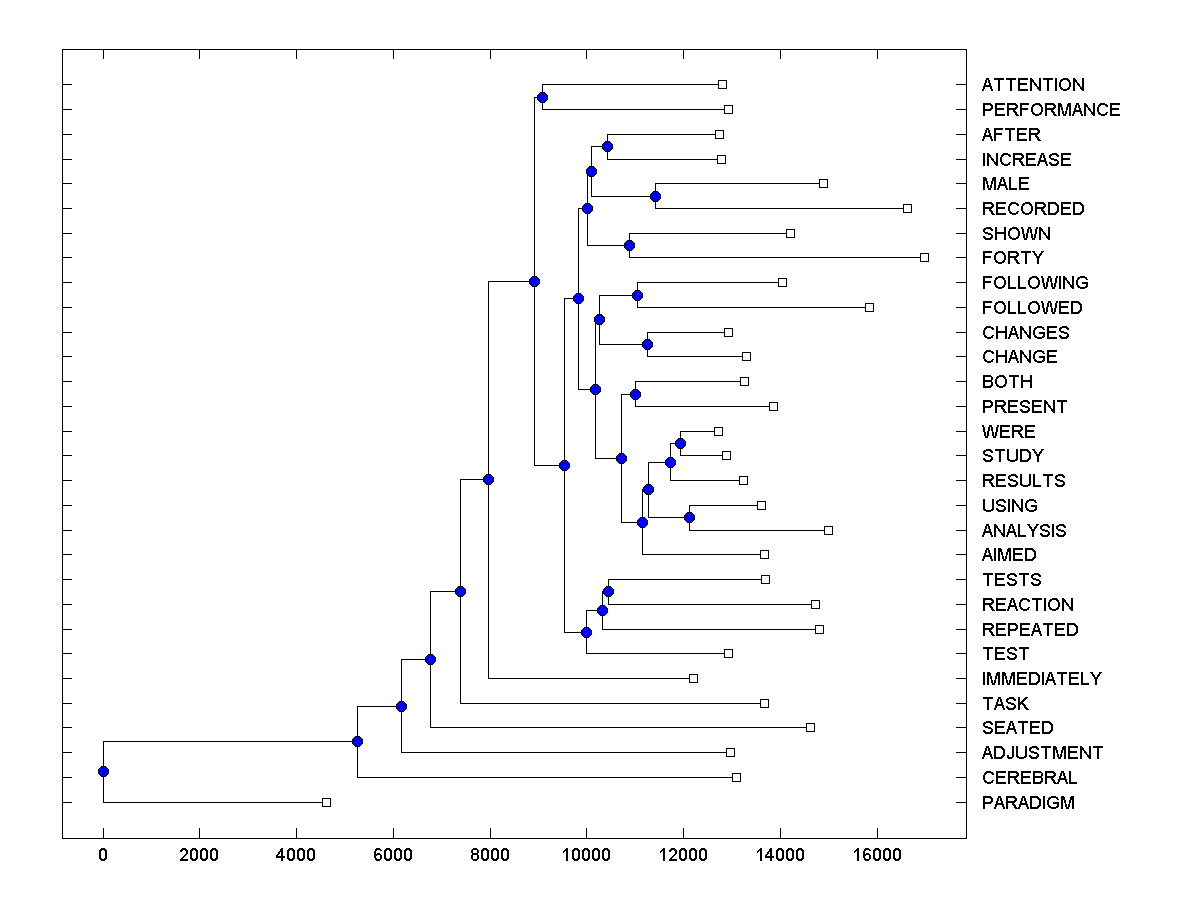 ATTENTION
PERFORMANCE
AFTER
INCREASE
MALE
RECORDED
SHOWN
FORTY
FOLLOWING
FOLLOWED
CHANGES
CHANGE
BOTH
PRESENT
WERE
STUDY
RESULTS
USING
ANALYSIS
AIMED
TESTS
REACTION
REPEATED
TEST
IMMEDIATELY
TASK
SEATED
ADJUSTMENT
CEREBRAL
PARADIGM
0 2000 4000 6000 8000 10000 12000 14000 16000